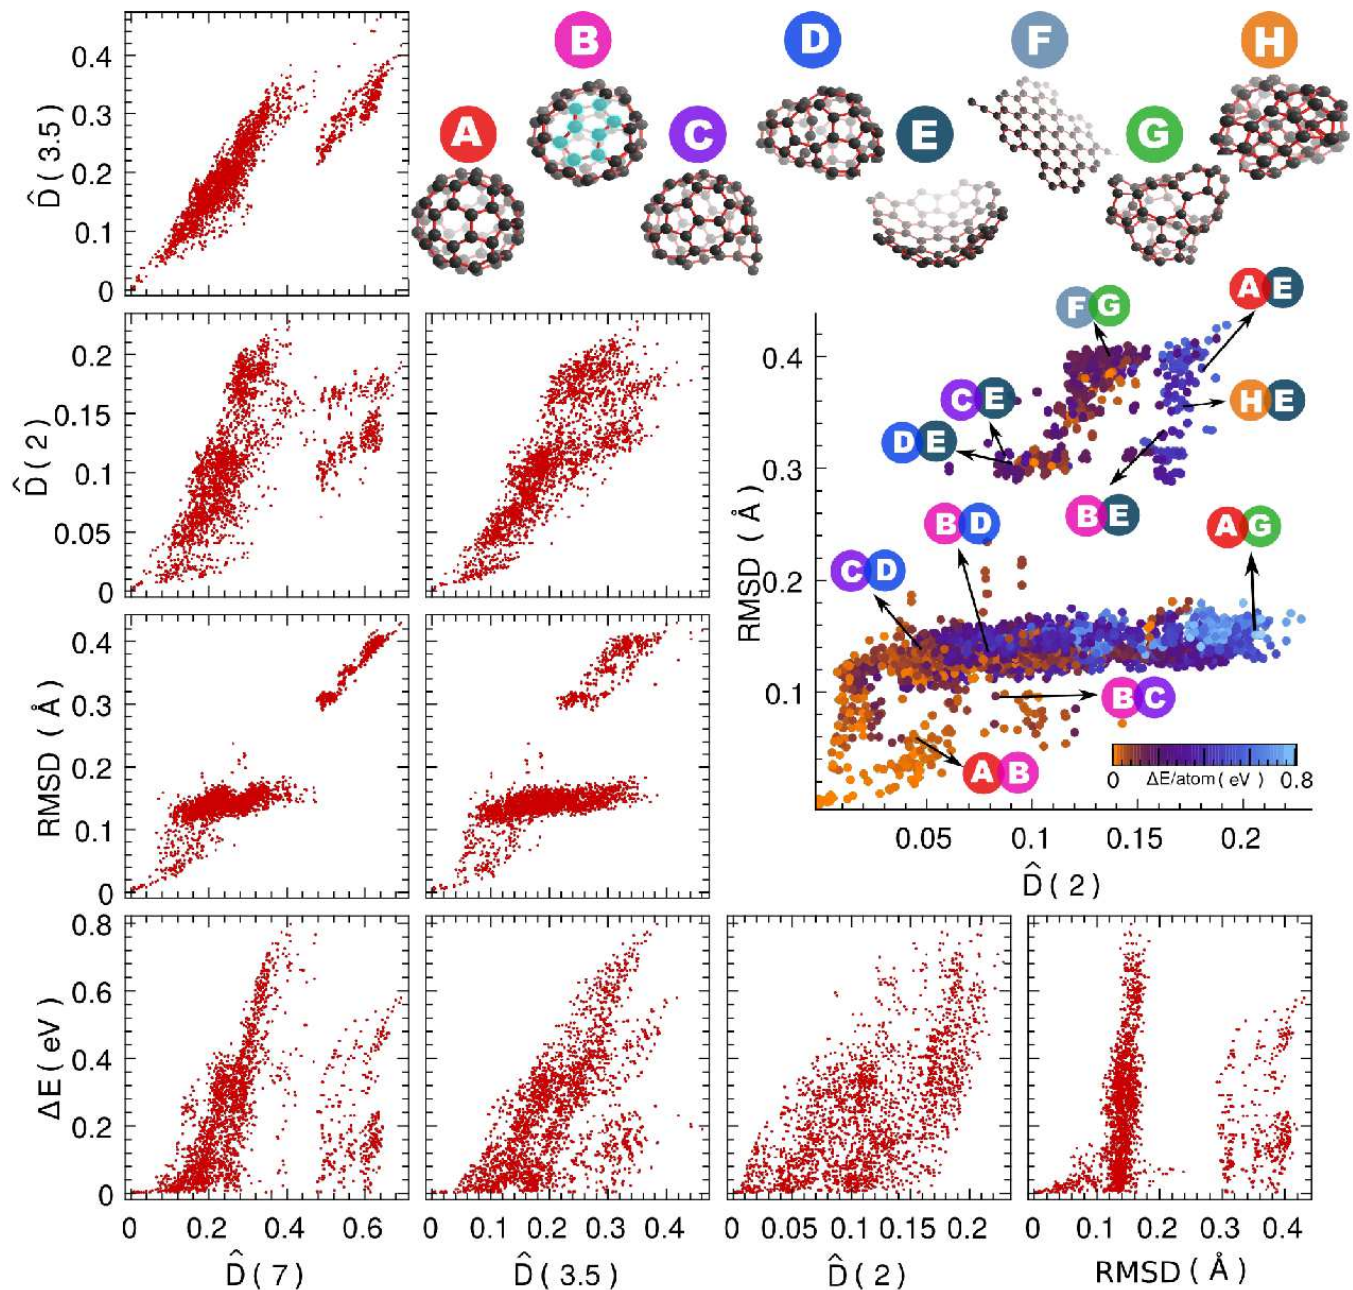 B D F H
A C E G
0.4
0.3
0.2
0.1
0
D̂ ( 3.5 )
0.2
0.15
0.1
0.05
0
D̂ ( 2 )
0.4
0.3
0.2
0.1
0
RMSD ( Å )
0.8
0.6
0.4
0.2
0
ΔE ( eV )
0 0.2 0.4 0.6
D̂ ( 7 )
0 0.1 0.2 0.3 0.4
D̂ ( 3.5 )
0 0.05 0.1 0.15 0.2
D̂ ( 2 )
0 0.1 0.2 0.3 0.4
RMSD ( Å )
0.4
0.3
0.2
0.1
RMSD ( Å )
A E
F G
C E
H E
D E
B E
B D
A G
C D
B C
A B
0 ΔE/atom ( eV ) 0.8
0.05 0.1 0.15 0.2
D̂ ( 2 )